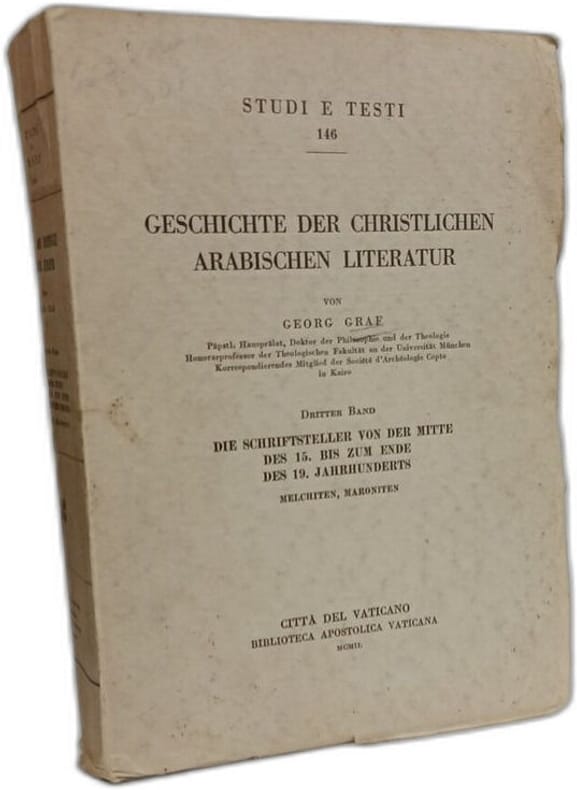 STUDI E TESTI
146
GESCHICHTE DER CHRISTLICHEN
ARABISCHEN LITERATUR
VON
GEORG GRAF
Päpstl. Hausprälat, Doktor der Philosophie und der Theologie
Honorarprofessor der Theologischen Fakultät an der Universität München
Korrespondierendes Mitglied der Société d'Archéologie Copte
in Kairo
DRITTER BAND
DIE SCHRIFTSTELLER VON DER MITTE
DES 15. BIS ZUM ENDE
DES 19. JAHRHUNDERTS
MELCHITEN, MARONITEN
CITTÀ DEL VATICANO
BIBLIOTECA APOSTOLICA VATICANA
MCMIL